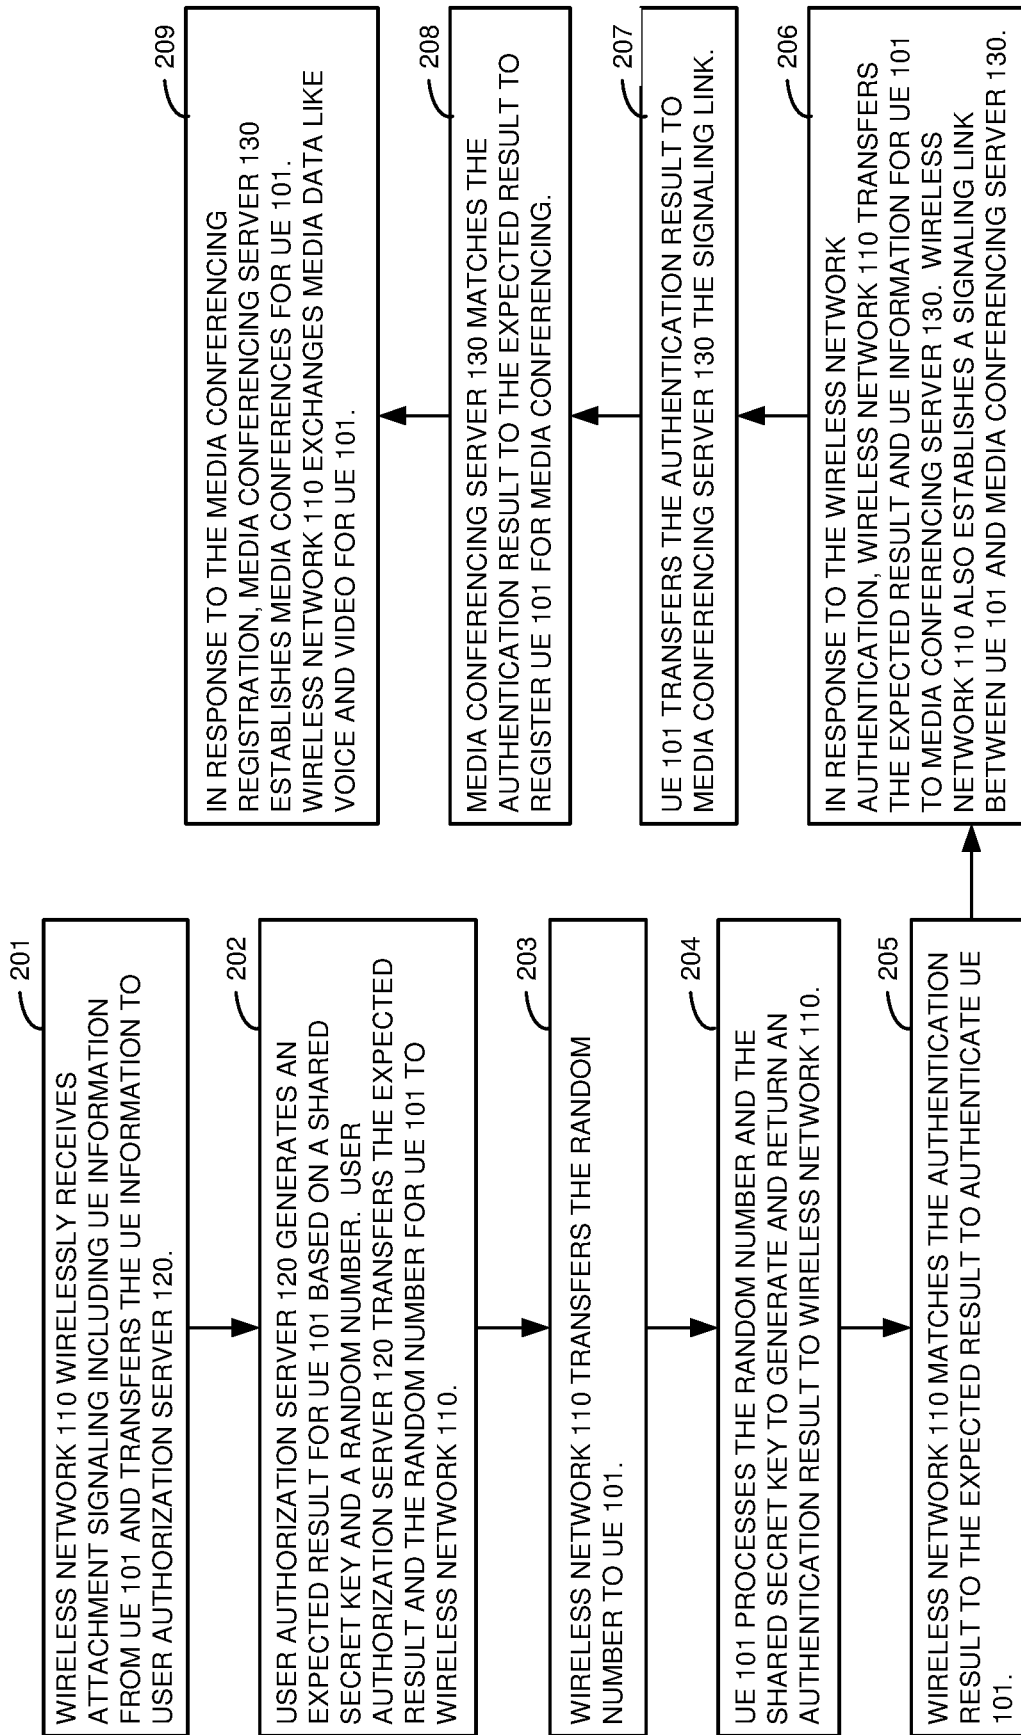 201
WIRELESS NETWORK 110 WIRELESSLY RECEIVES
ATTACHMENT SIGNALING INCLUDING UE INFORMATION
FROM UE 101 AND TRANSFERS THE UE INFORMATION TO
USER AUTHORIZATION SERVER 120.
202
USER AUTHORIZATION SERVER 120 GENERATES AN
EXPECTED RESULT FOR UE 101 BASED ON A SHARED
SECRET KEY AND A RANDOM NUMBER. USER
AUTHORIZATION SERVER 120 TRANSFERS THE EXPECTED
RESULT AND THE RANDOM NUMBER FOR UE 101 TO
WIRELESS NETWORK 110.
203
WIRELESS NETWORK 110 TRANSFERS THE RANDOM
NUMBER TO UE 101.
204
UE 101 PROCESSES THE RANDOM NUMBER AND THE
SHARED SECRET KEY TO GENERATE AND RETURN AN
AUTHENTICATION RESULT TO WIRELESS NETWORK 110.
205
WIRELESS NETWORK 110 MATCHES THE AUTHENTICATION
RESULT TO THE EXPECTED RESULT TO AUTHENTICATE UE
101.
206
IN RESPONSE TO THE WIRELESS NETWORK
AUTHENTICATION, WIRELESS NETWORK 110 TRANSFERS
THE EXPECTED RESULT AND UE INFORMATION FOR UE 101
TO MEDIA CONFERENCING SERVER 130. WIRELESS
NETWORK 110 ALSO ESTABLISHES A SIGNALING LINK
BETWEEN UE 101 AND MEDIA CONFERENCING SERVER 130.
207
UE 101 TRANSFERS THE AUTHENTICATION RESULT TO
MEDIA CONFERENCING SERVER 130 THE SIGNALING LINK.
208
MEDIA CONFERENCING SERVER 130 MATCHES THE
AUTHENTICATION RESULT TO THE EXPECTED RESULT TO
REGISTER UE 101 FOR MEDIA CONFERENCING.
209
IN RESPONSE TO THE MEDIA CONFERENCING
REGISTRATION, MEDIA CONFERENCING SERVER 130
ESTABLISHES MEDIA CONFERENCES FOR UE 101.
WIRELESS NETWORK 110 EXCHANGES MEDIA DATA LIKE
VOICE AND VIDEO FOR UE 101.